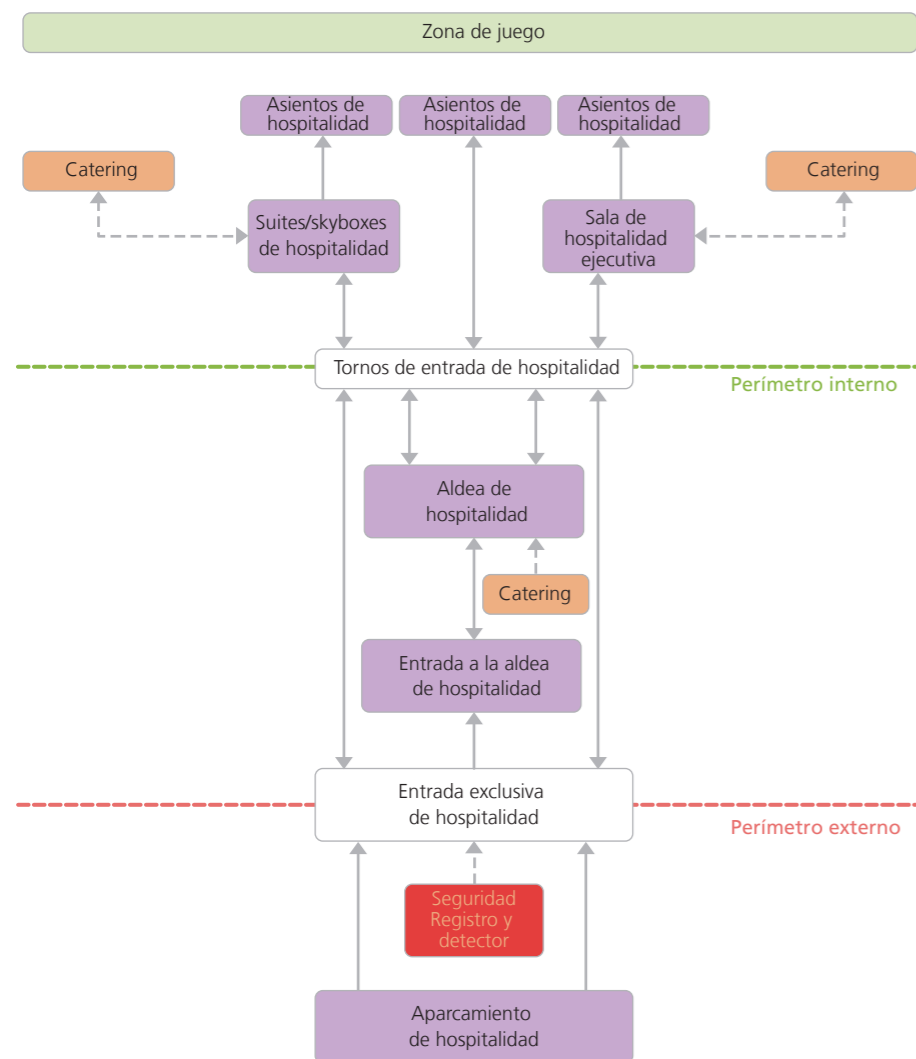 Zona de juego
Asientos de
hospitalidad
Asientos de
hospitalidad
Asientos de
hospitalidad
Catering
Catering
Suites/skyboxes
de hospitalidad
Sala de
hospitalidad
ejecutiva
Tornos de entrada de hospitalidad
Perímetro interno
Aldea de
hospitalidad
Catering
Entrada a la aldea
de hospitalidad
Entrada exclusiva
de hospitalidad
Perímetro externo
Seguridad
Registro y
detector
Aparcamiento
de hospitalidad